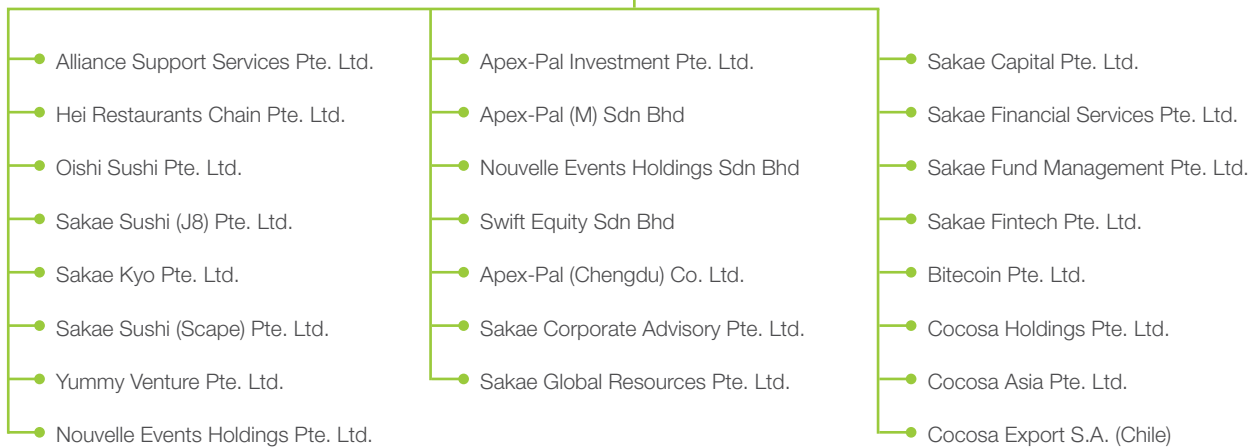 Alliance Support Services Pte. Ltd.
Hei Restaurants Chain Pte. Ltd.
Oishi Sushi Pte. Ltd.
Sakae Sushi (J8) Pte. Ltd.
Sakae Kyo Pte. Ltd.
Sakae Sushi (Scape) Pte. Ltd.
Yummy Venture Pte. Ltd.
Nouvelle Events Holdings Pte. Ltd.
Apex-Pal Investment Pte. Ltd.
Apex-Pal (M) Sdn Bhd
Nouvelle Events Holdings Sdn Bhd
Swift Equity Sdn Bhd
Apex-Pal (Chengdu) Co. Ltd.
Sakae Corporate Advisory Pte. Ltd.
Sakae Global Resources Pte. Ltd.
Sakae Capital Pte. Ltd.
Sakae Financial Services Pte. Ltd.
Sakae Fund Management Pte. Ltd.
Sakae Fintech Pte. Ltd.
Bitecoin Pte. Ltd.
Cocosa Holdings Pte. Ltd.
Cocosa Asia Pte. Ltd.
Cocosa Export S.A. (Chile)